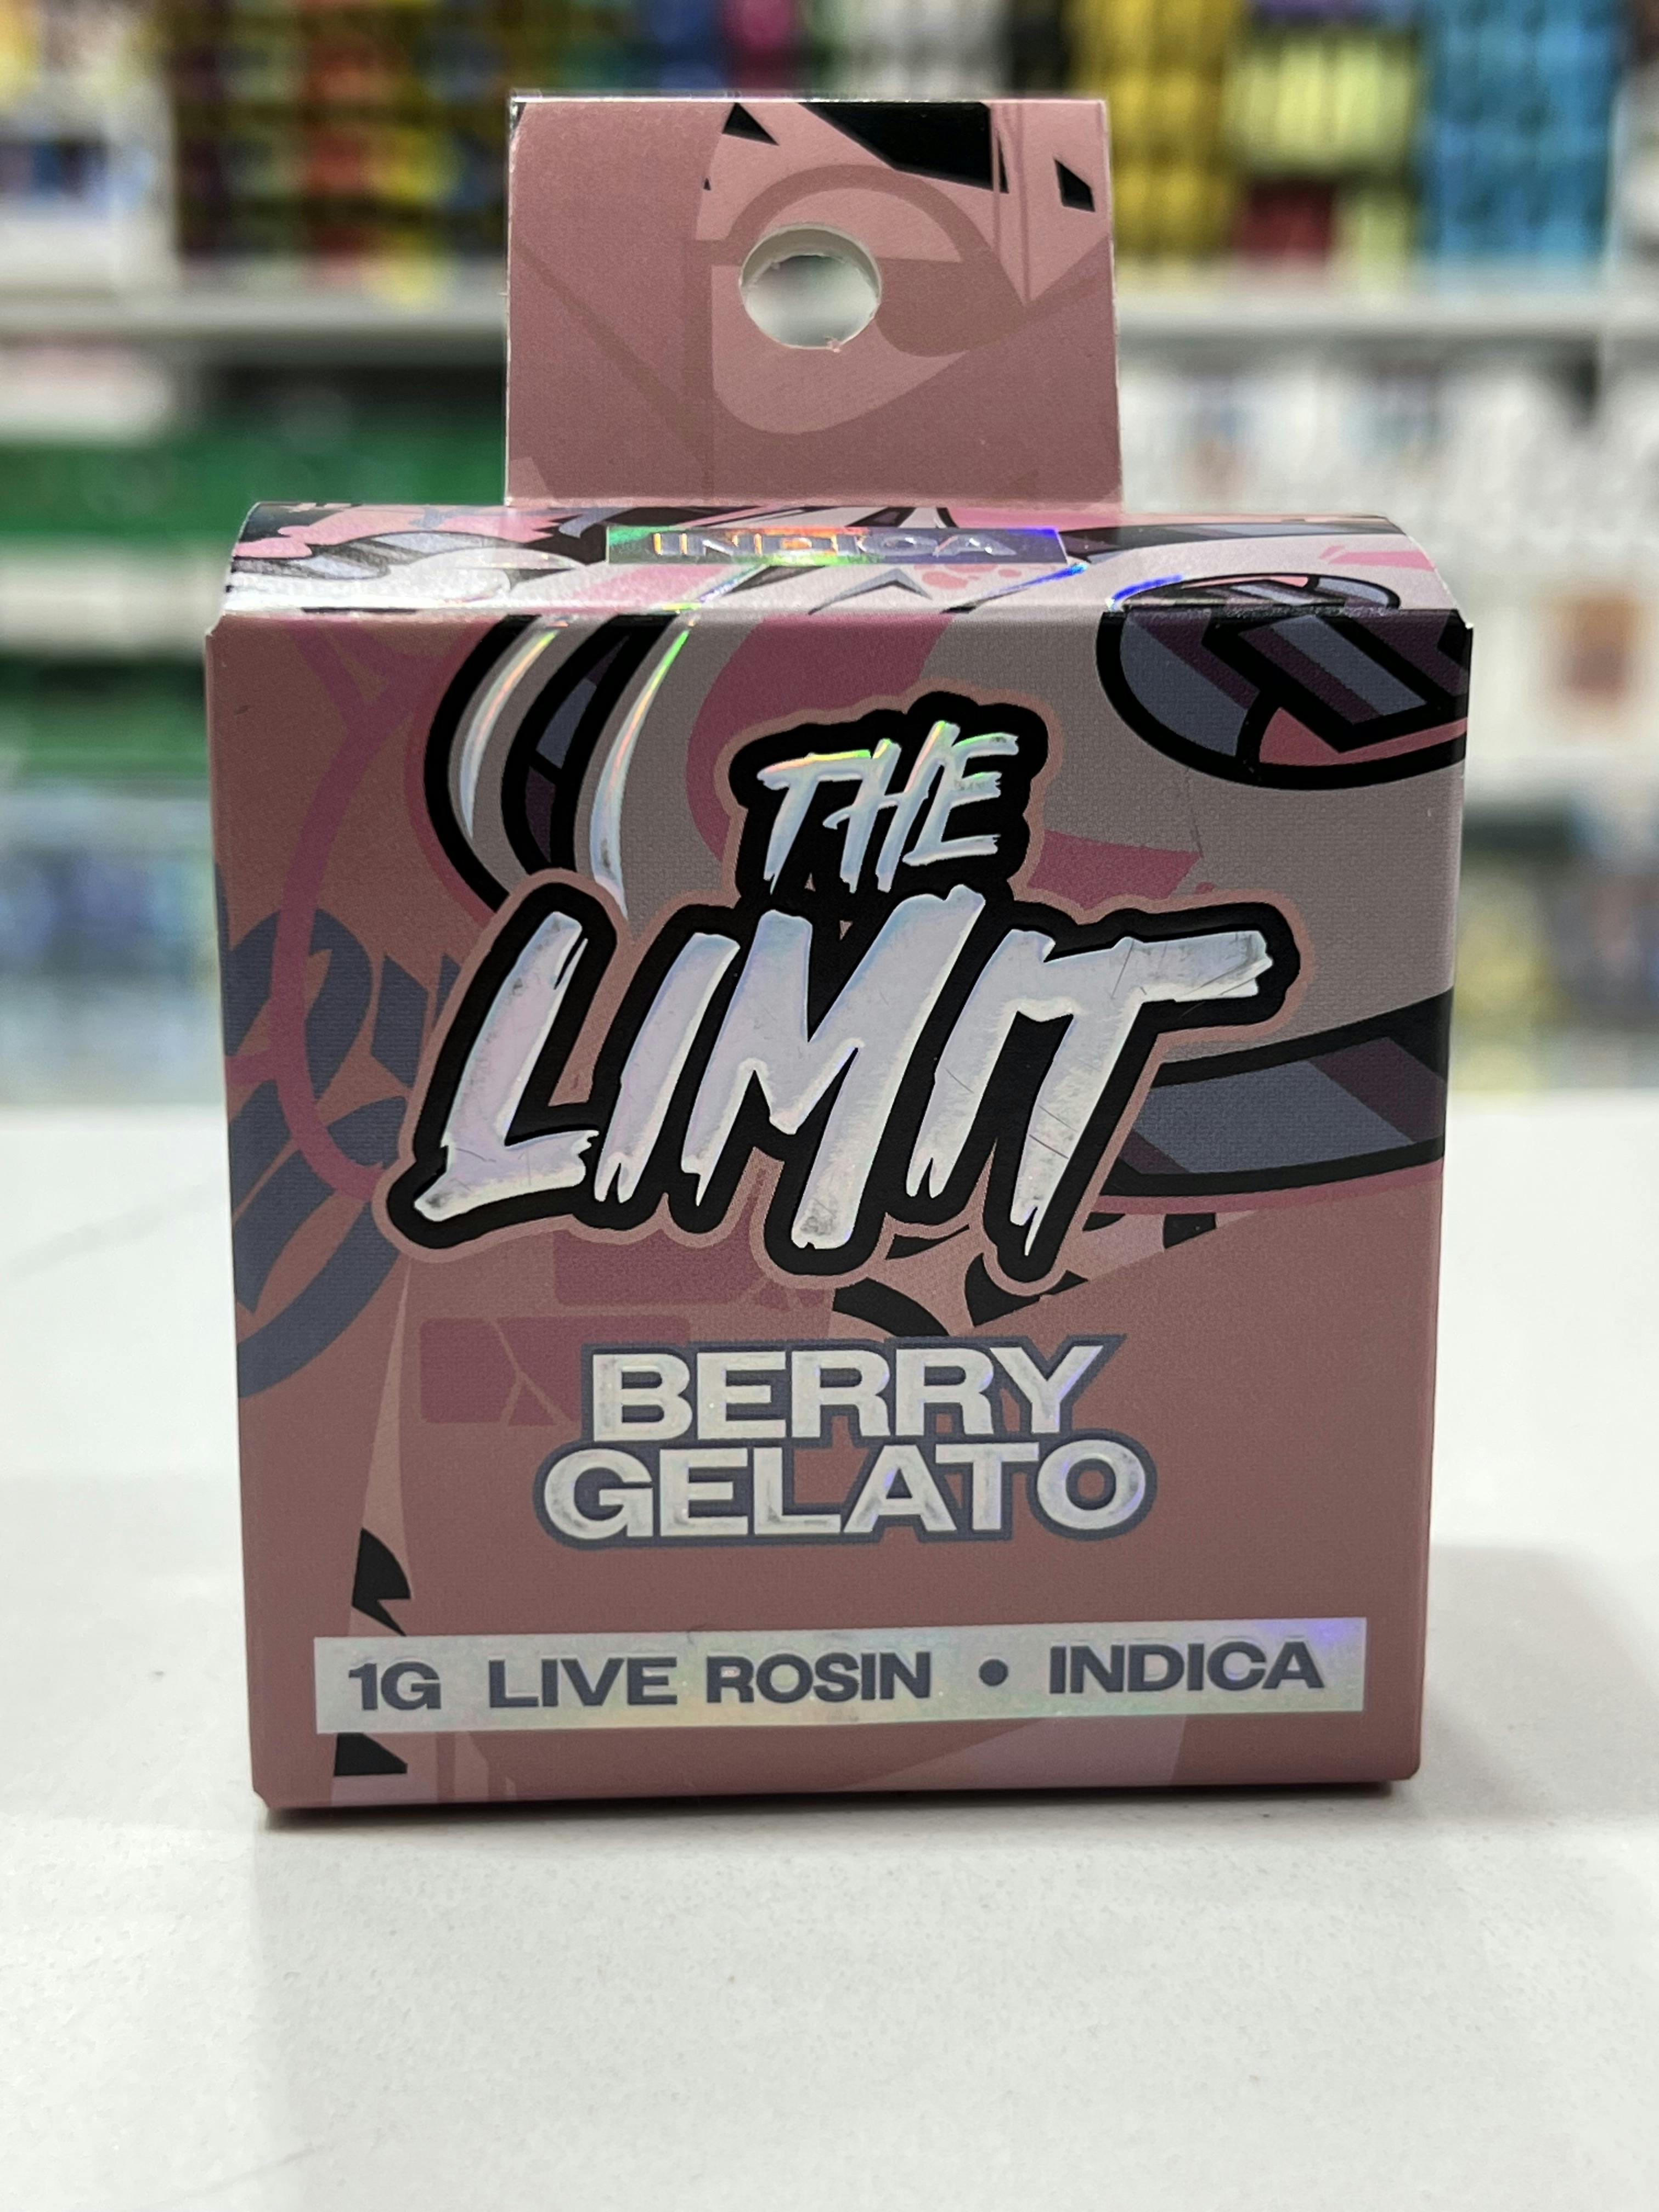 INDICA
THE
LIMIT
BERRY
GELATO
1G LIVE ROSIN • INDICA